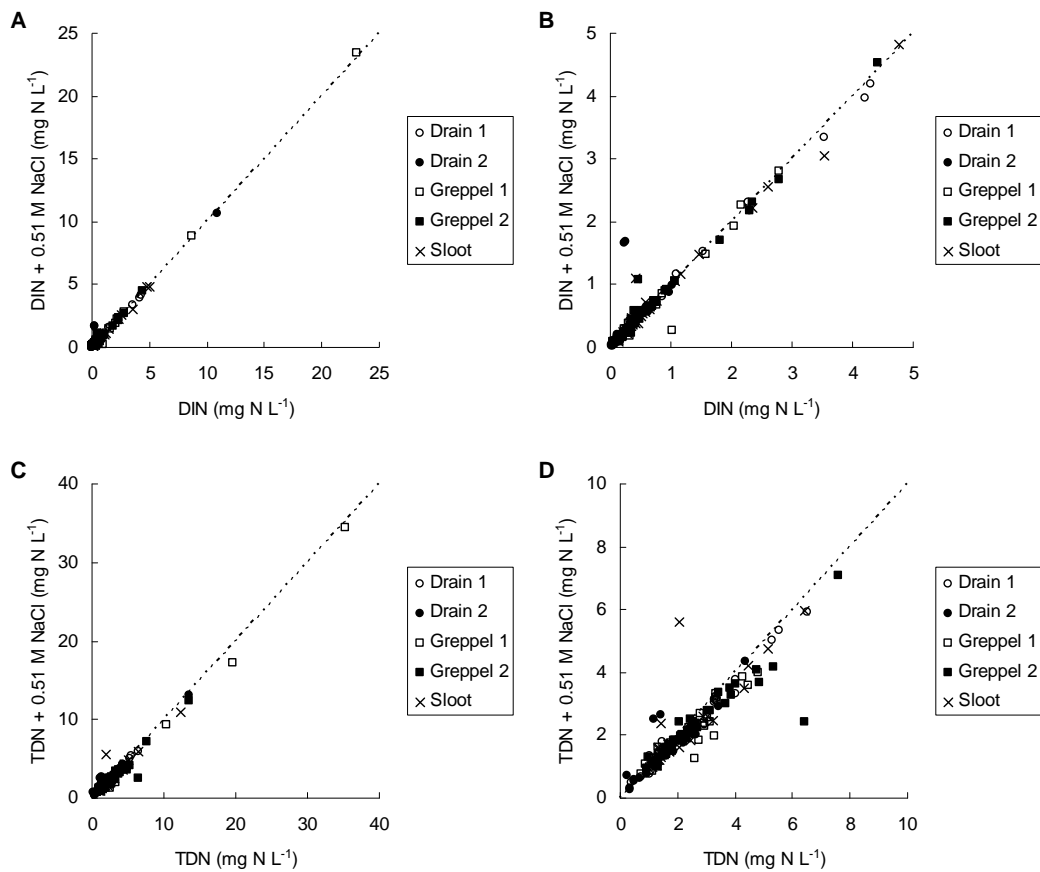 A
DIN + 0.51 M NaCl (mg N L⁻¹)
25
20
15
10
5
0
0 5 10 15 20 25
DIN (mg N L⁻¹)
Drain 1
Drain 2
Greppel 1
Greppel 2
Sloot
B
DIN + 0.51 M NaCl (mg N L⁻¹)
5
4
3
2
1
0
0 1 2 3 4 5
DIN (mg N L⁻¹)
Drain 1
Drain 2
Greppel 1
Greppel 2
Sloot
C
TDN + 0.51 M NaCl (mg N L⁻¹)
40
30
20
10
0
0 10 20 30 40
TDN (mg N L⁻¹)
Drain 1
Drain 2
Greppel 1
Greppel 2
Sloot
D
TDN + 0.51 M NaCl (mg N L⁻¹)
10
8
6
4
2
0
0 2 4 6 8 10
TDN (mg N L⁻¹)
Drain 1
Drain 2
Greppel 1
Greppel 2
Sloot